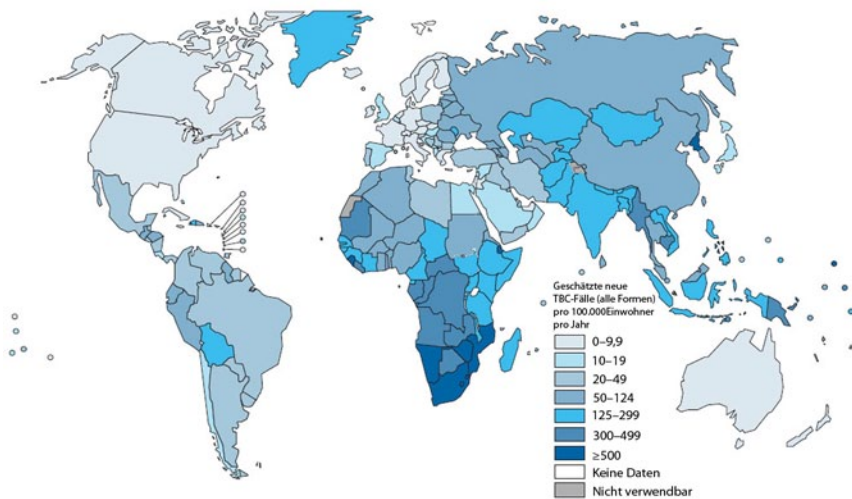 Geschätzte neue
TBC-Fälle (alle Formen)
pro 100.000Einwohner
pro Jahr
0–9,9
10–19
20–49
50–124
125–299
300–499
≥500
Keine Daten
Nicht verwendbar